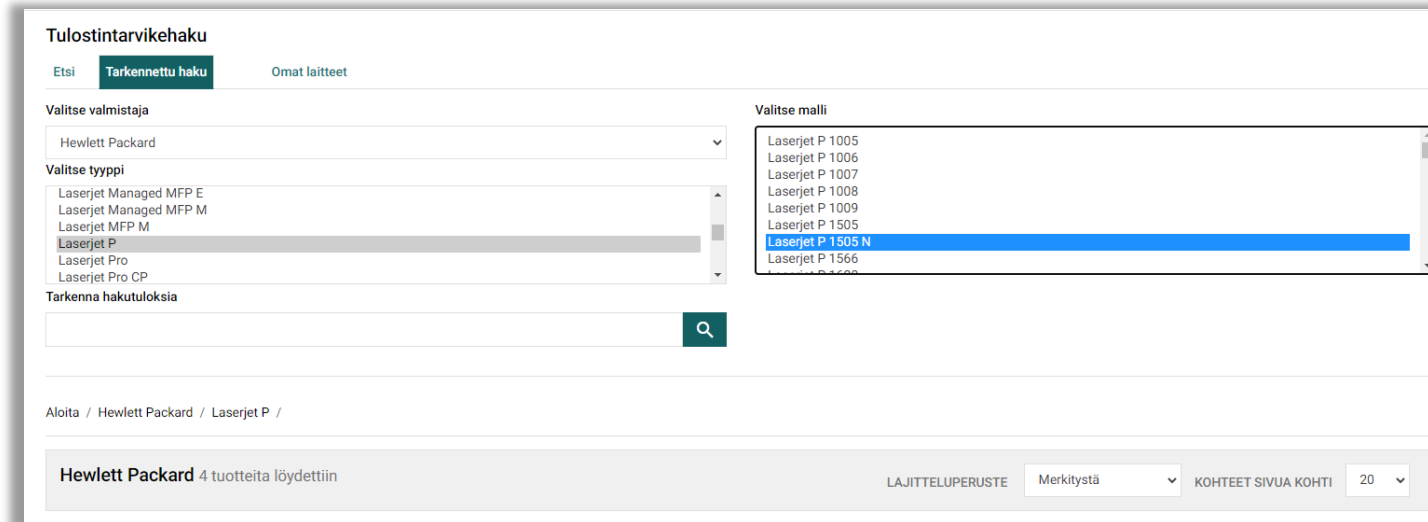 Tulostintarvikehaku
Etsi Tarkennettu haku Omat laitteet
Valitse valmistaja
Hewlett Packard
Valitse tyyppi
Laserjet Managed MFP E
Laserjet Managed MFP M
Laserjet MFP M
Laserjet P
Laserjet Pro
Laserjet Pro CP
Tarkenna hakutuloksia
Valitse malli
Laserjet P 1005
Laserjet P 1006
Laserjet P 1007
Laserjet P 1008
Laserjet P 1009
Laserjet P 1505
Laserjet P 1505 N
Laserjet P 1566
Aloita / Hewlett Packard / Laserjet P /
Hewlett Packard 4 tuotteita löydettiin
LAJITTELUPERUSTE Merkitystä KOHTEET SIVUA KOHTI 20